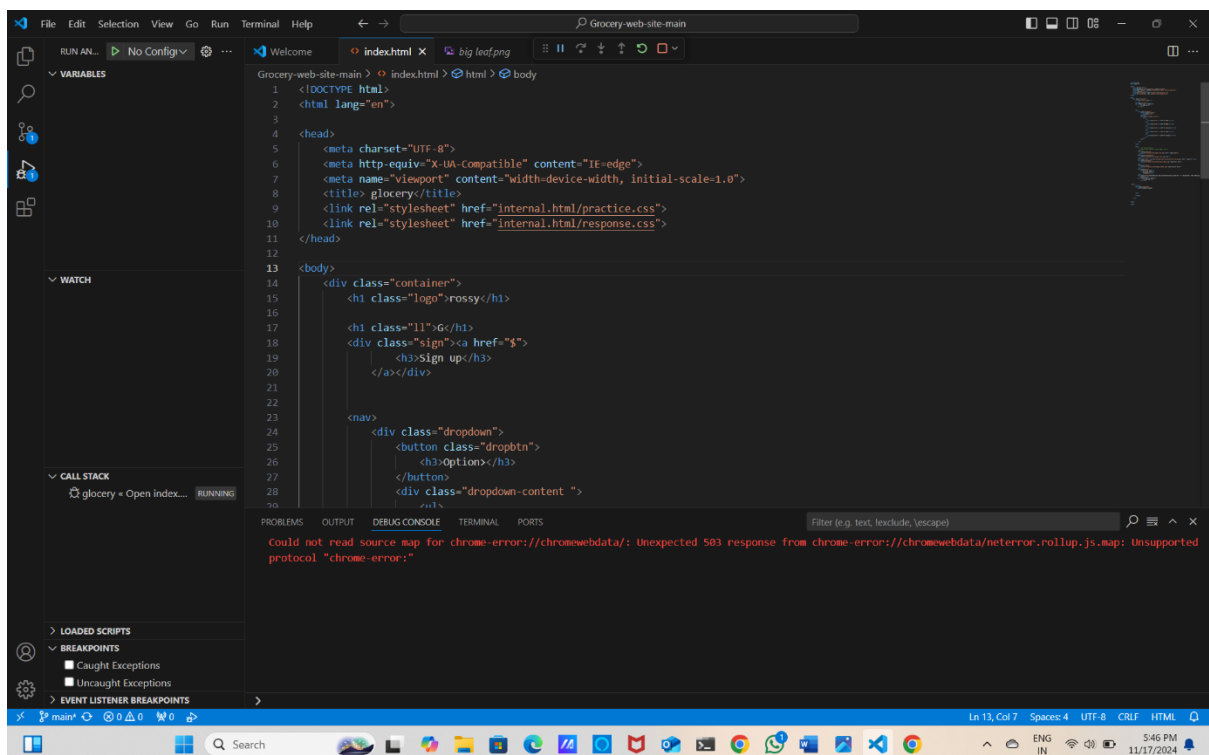 File Edit Selection View Go Run Terminal Help
Grocery-web-site-main
RUN AN... No Config
Welcome
index.html
big leaf.png
VARIABLES
Grocery-web-site-main > index.html > html > body
1 <!DOCTYPE html>
2 <html lang="en">
3
4 <head>
5 <meta charset="UTF-8">
6 <meta http-equiv="X-UA-Compatible" content="IE=edge">
7 <meta name="viewport" content="width=device-width, initial-scale=1.0">
8 <title> glocery</title>
9 <link rel="stylesheet" href="internal.html/practice.css">
10 <link rel="stylesheet" href="internal.html/response.css">
11 </head>
12
13 <body>
14 <div class="container">
15 <h1 class="logo">rossy</h1>
16
17 <h1 class="ll">G</h1>
18 <div class="sign"><a href="$">
19 <h3>Sign up</h3>
20 </a></div>
21
22
23 <nav>
24 <div class="dropdown">
25 <button class="dropbtn">
26 <h3>Option></h3>
27 </button>
28 <div class="dropdown-content ">
29 <ul>
WATCH
CALL STACK
glocery « Open index.... RUNNING
LOADED SCRIPTS
BREAKPOINTS
Caught Exceptions
Uncaught Exceptions
EVENT LISTENER BREAKPOINTS
PROBLEMS OUTPUT DEBUG CONSOLE TERMINAL PORTS
Filter (e.g. text, !exclude, \escape)
Could not read source map for chrome-error://chromewebdata/: Unexpected 503 response from chrome-error://chromewebdata/neterror.rollup.js.map: Unsupported
protocol "chrome-error:"
main* 0 0 0
Ln 13, Col 7 Spaces: 4 UTF-8 CRLF HTML
Search
ENG
IN
5:46 PM
11/17/2024